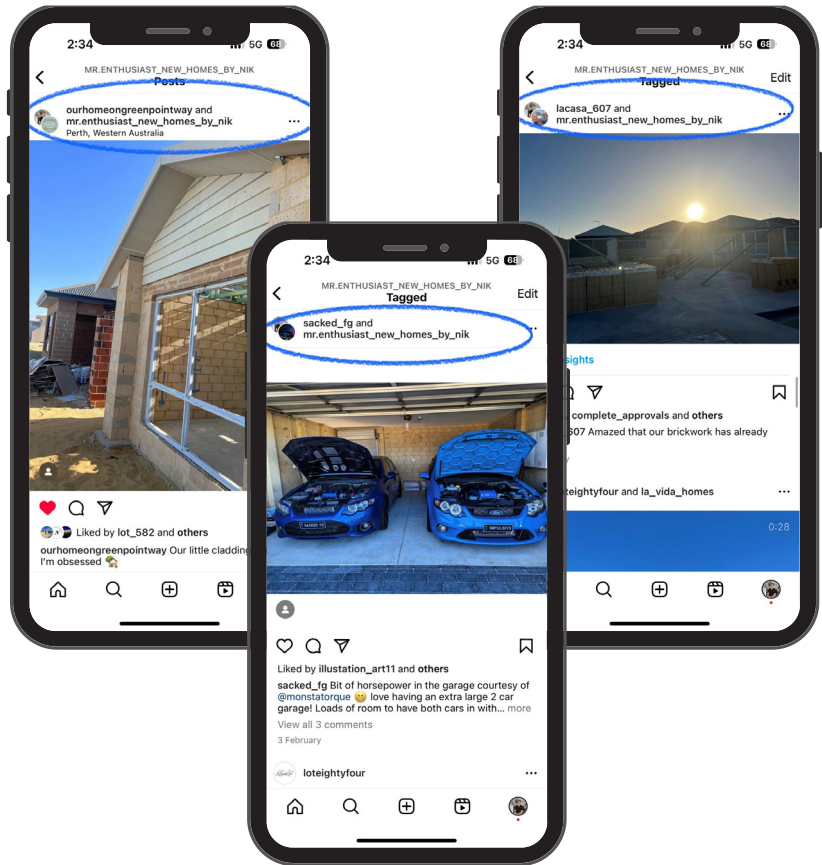 2:34
5G 68
MR.ENTHUSIAST_NEW_HOMES_BY_NIK
Posts
ourhomeongreenpointway and
mr.enthusiast_new_homes_by_nik
Perth, Western Australia
Liked by lot_582 and others
ourhomeongreenpointway Our little cladding
I'm obsessed 🏡
2:34
5G 68
MR.ENTHUSIAST_NEW_HOMES_BY_NIK
Tagged
Edit
sacked_fg and
mr.enthusiast_new_homes_by_nik
SACKED FG
IMPULSIVE
Liked by illustation_art11 and others
sacked_fg Bit of horsepower in the garage courtesy of
@monstatorque 😁 love having an extra large 2 car
garage! Loads of room to have both cars in with... more
View all 3 comments
3 February
loteightyfour
2:34
5G 68
MR.ENTHUSIAST_NEW_HOMES_BY_NIK
Tagged
Edit
lacasa_607 and
mr.enthusiast_new_homes_by_nik
sights
complete_approvals and others
607 Amazed that our brickwork has already
teightyfour and la_vida_homes
0:28